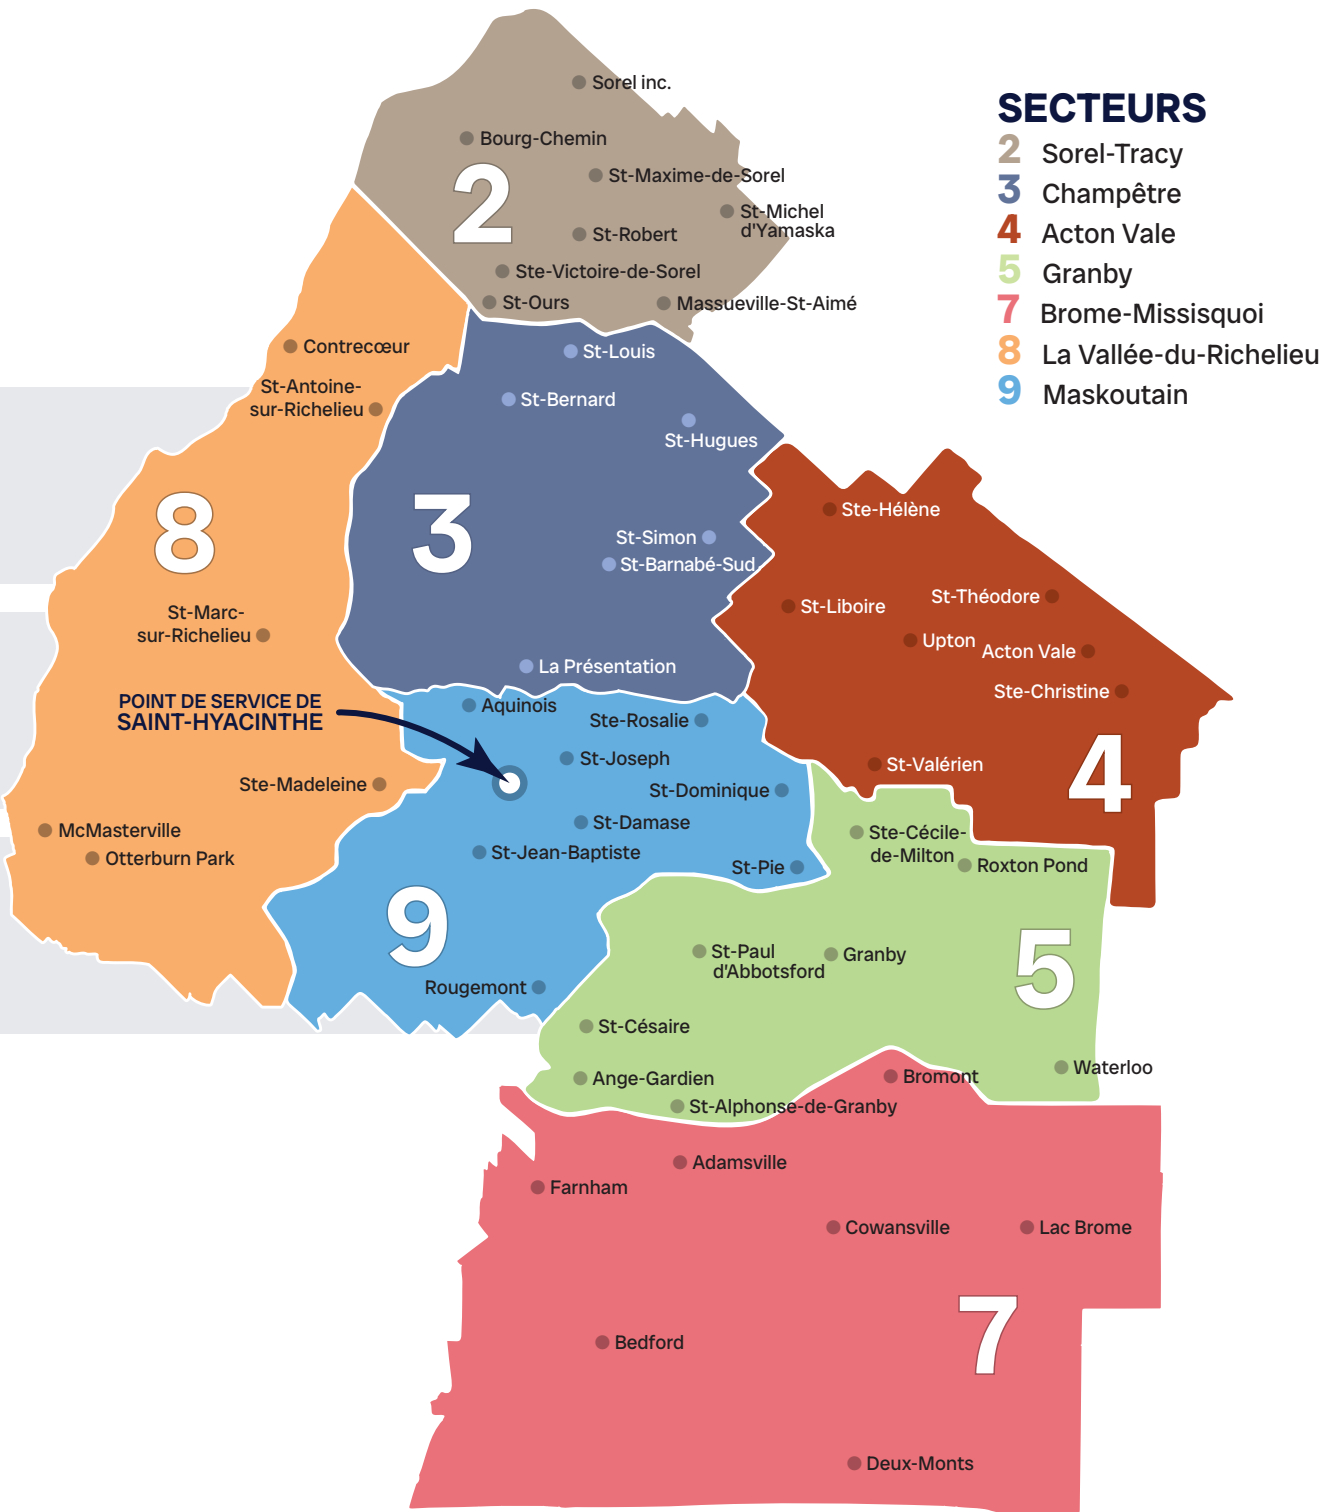 SECTEURS
2 Sorel-Tracy
3 Champêtre
4 Acton Vale
5 Granby
7 Brome-Missisquoi
8 La Vallée-du-Richelieu
9 Maskoutain
Sorel inc.
Bourg-Chemin
2
St-Maxime-de-Sorel
St-Michel
d'Yamaska
St-Robert
Ste-Victoire-de-Sorel
St-Ours
Massueville-St-Aimé
Contrecœur
St-Antoine-
sur-Richelieu
8
St-Marc-
sur-Richelieu
POINT DE SERVICE DE
SAINT-HYACINTHE
Ste-Madeleine
McMasterville
Otterburn Park
St-Louis
St-Bernard
St-Hugues
3
St-Simon
St-Barnabé-Sud
La Présentation
Ste-Hélène
St-Liboire
St-Théodore
Upton
Acton Vale
Ste-Christine
St-Valérien
4
Aquinois
Ste-Rosalie
St-Joseph
St-Dominique
St-Damase
St-Jean-Baptiste
St-Pie
9
Rougemont
Ste-Cécile-
de-Milton
Roxton Pond
St-Paul
d'Abbotsford
Granby
5
St-Césaire
Ange-Gardien
Waterloo
St-Alphonse-de-Granby
Bromont
Adamsville
Farnham
Cowansville
Lac Brome
7
Bedford
Deux-Monts